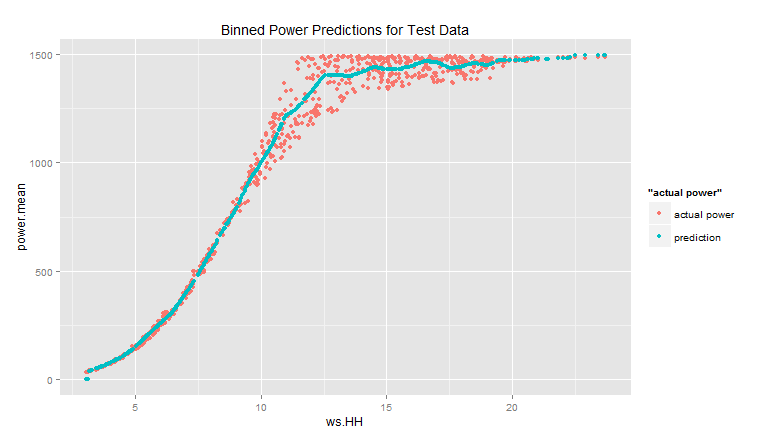 Binned Power Predictions for Test Data
1500
1000
500
0
power.mean
5
10
15
20
ws.HH
"actual power"
actual power
prediction